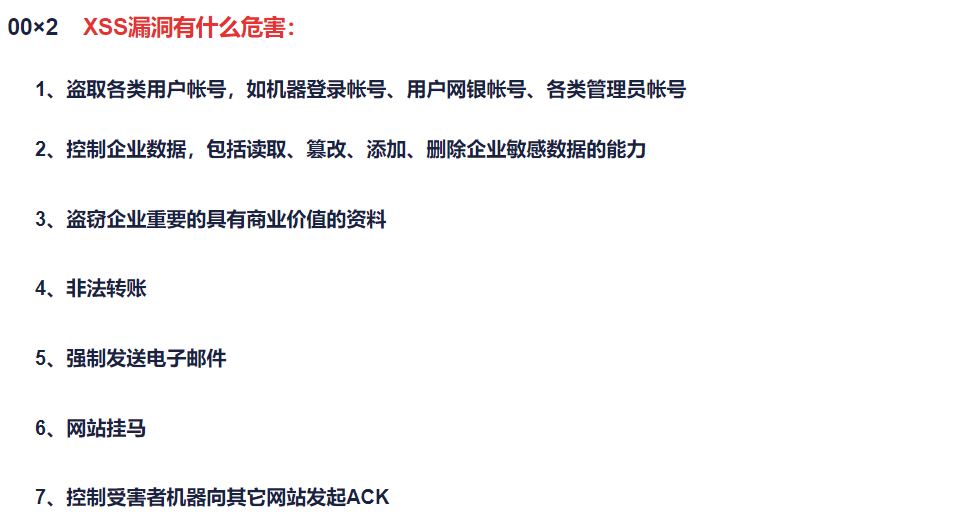 00×2 XSS漏洞有什么危害：
1、盗取各类用户帐号，如机器登录帐号、用户网银帐号、各类管理员帐号
2、控制企业数据，包括读取、篡改、添加、删除企业敏感数据的能力
3、盗窃企业重要的具有商业价值的资料
4、非法转账
5、强制发送电子邮件
6、网站挂马
7、控制受害者机器向其它网站发起ACK